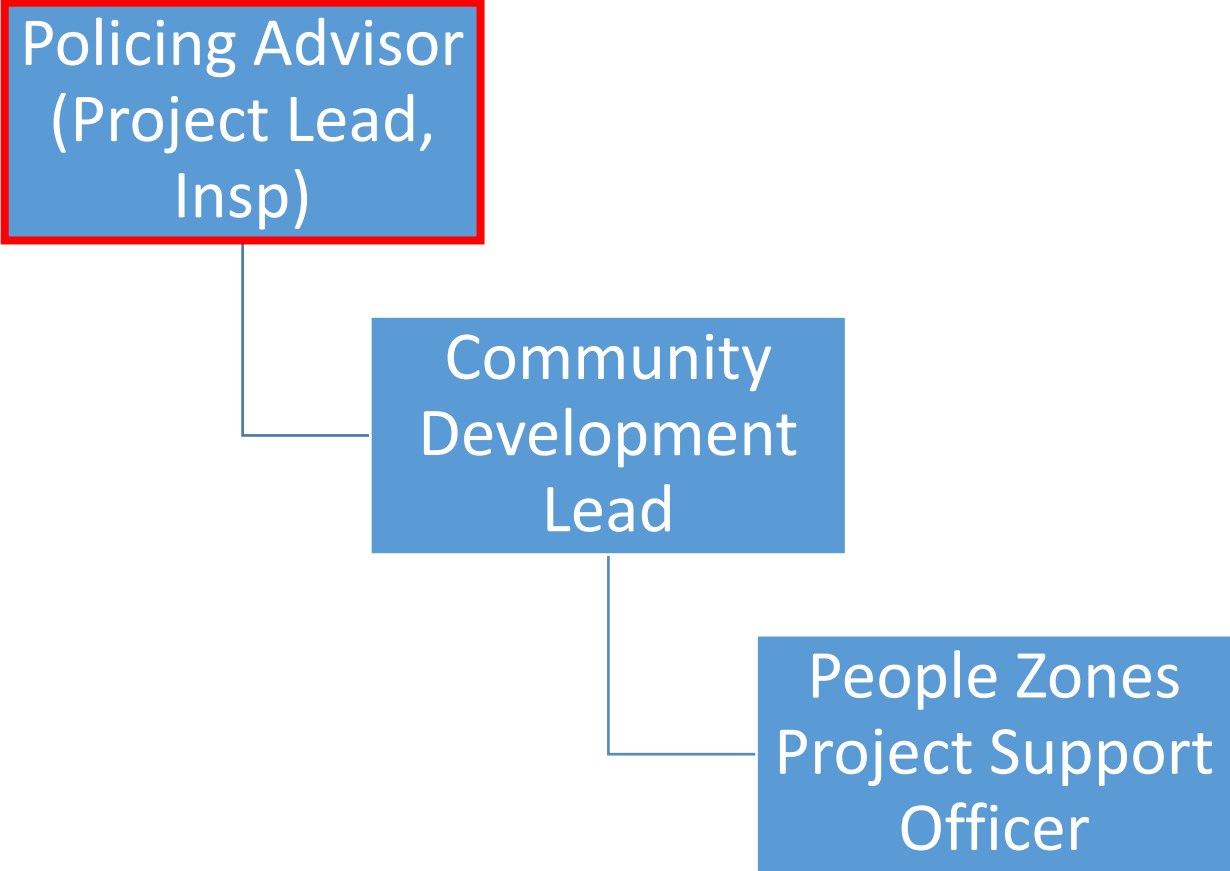 Policing Advisor
(Project Lead,
Insp)
Community
Development
Lead
People Zones
Project Support
Officer